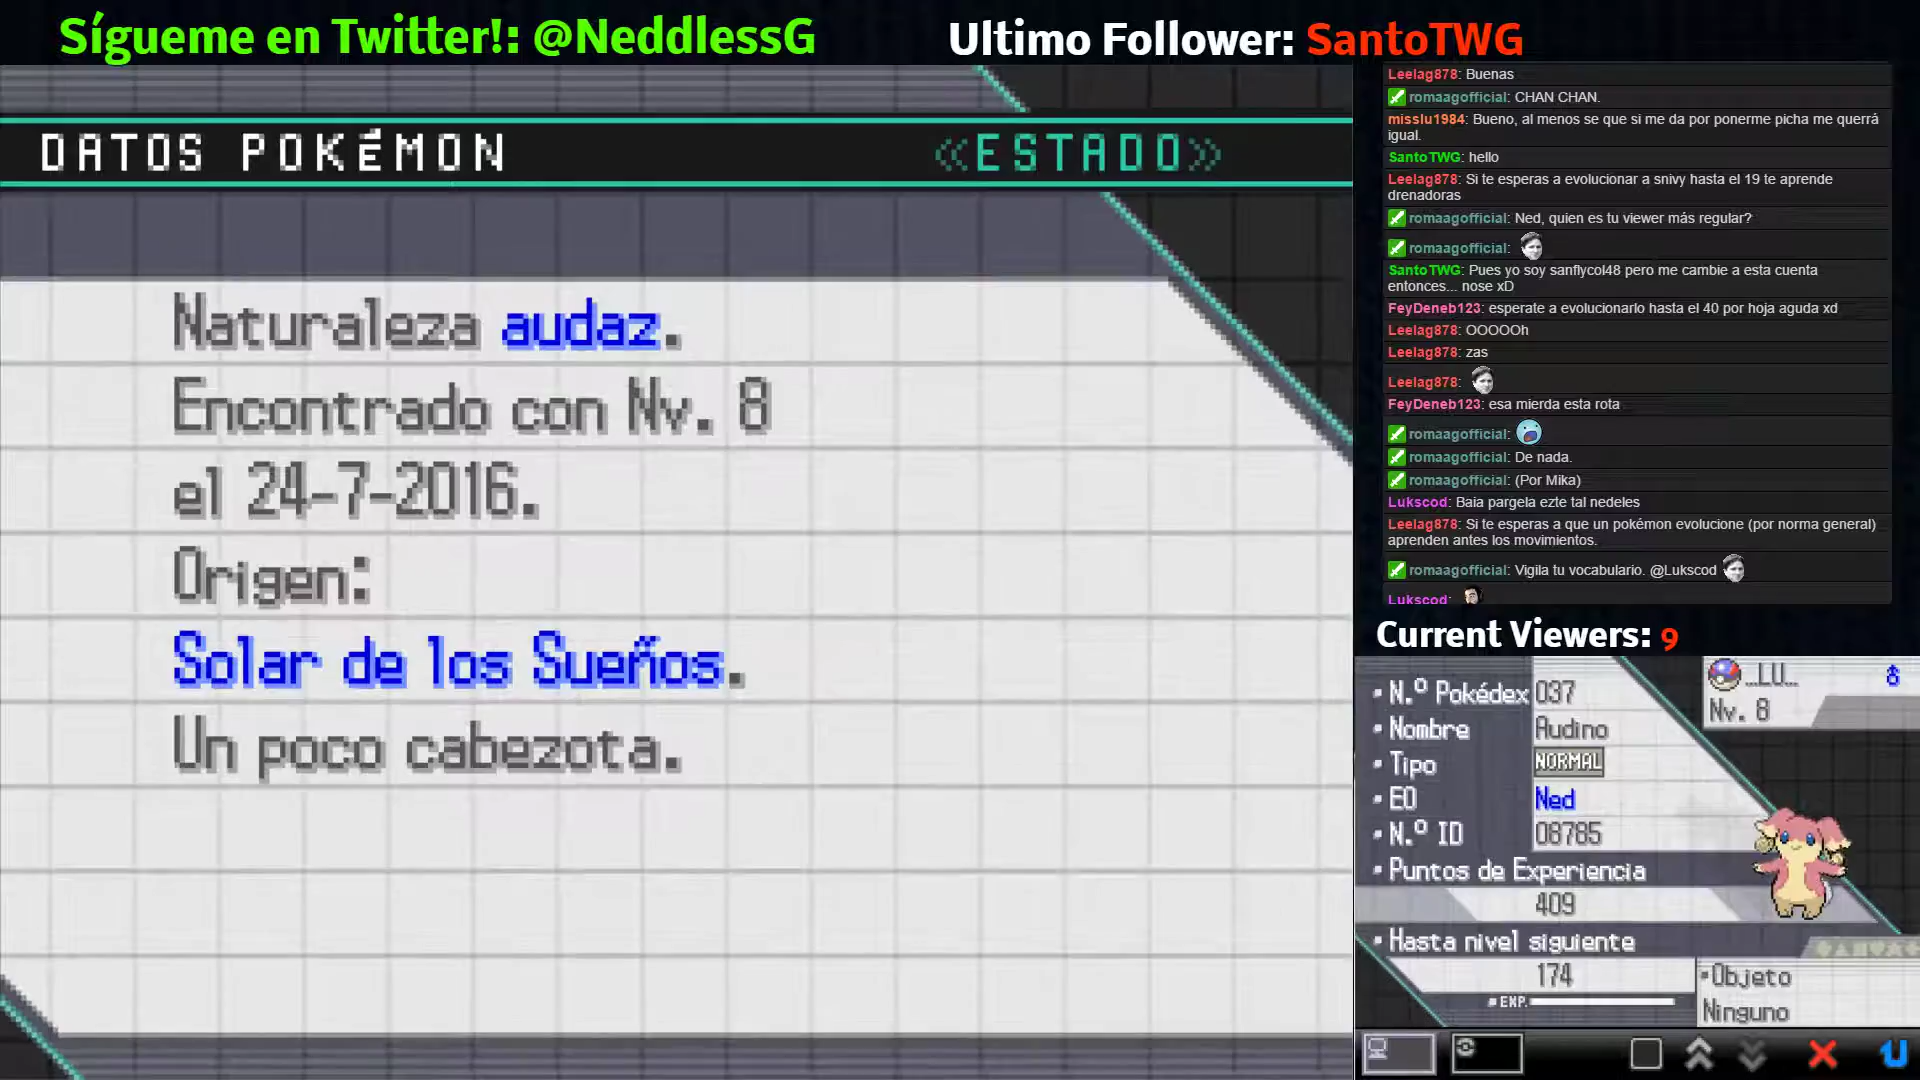 Sígueme en Twitter!: @NeddlessG
Ultimo Follower: SantoTWG
DATOS POKÉMON
«ESTADO»
Naturaleza audaz.
Encontrado con Nv. 8
el 24-7-2016.
Origen:
Solar de los Sueños.
Un poco cabezota.
Leelag878: Buenas
romaagofficial: CHAN CHAN.
misslu1984: Bueno, al menos se que si me da por ponerme picha me querrá
igual.
SantoTWG: hello
Leelag878: Si te esperas a evolucionar a snivy hasta el 19 te aprende
drenadoras
romaagofficial: Ned, quien es tu viewer más regular?
romaagofficial:
SantoTWG: Pues yo soy sanflycol48 pero me cambie a esta cuenta
entonces... nose xD
FeyDeneb123: esperate a evolucionarlo hasta el 40 por hoja aguda xd
Leelag878: OOOOOh
Leelag878: zas
Leelag878:
FeyDeneb123: esa mierda esta rota
romaagofficial:
romaagofficial: De nada.
romaagofficial: (Por Mika)
Lukscod: Baia pargela ezte tal nedeles
Leelag878: Si te esperas a que un pokémon evolucione (por norma general)
aprenden antes los movimientos.
romaagofficial: Vigila tu vocabulario. @Lukscod
Lukscod:
Current Viewers: 9
N.º Pokédex 037
Nombre Audino
Tipo NORMAL
EO Ned
N.º ID 08785
Puntos de Experiencia
409
Hasta nivel siguiente
174
EXP.
...LU... ♂
Nv. 8
Objeto
Ninguno